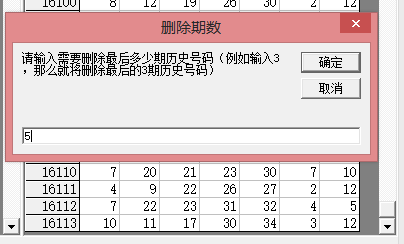 16100 8 12 19 26 30 2 12
删除期数
请输入需要删除最后多少期历史号码（例如输入3
，那么就将删除最后的3期历史号码）
确定
取消
5
16110 7 20 21 23 30 7 10
16111 4 9 22 26 27 2 12
16112 7 22 23 31 32 4 5
16113 10 11 17 30 34 3 12